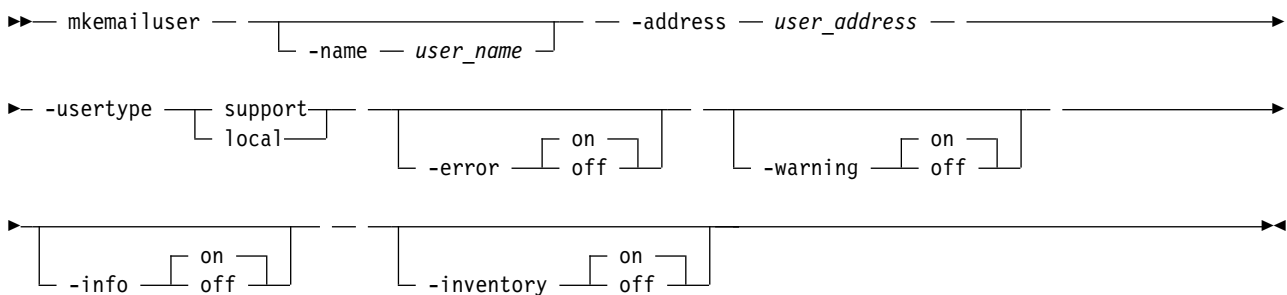 mkemailuser -name user_name -address user_address
-usertype support local -error on off -warning on off
-info on off -inventory on off